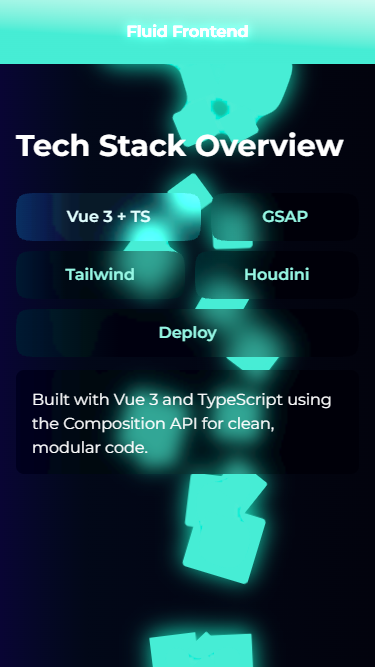 Fluid Frontend
Tech Stack Overview
Vue 3 + TS
GSAP
Tailwind
Houdini
Deploy
Built with Vue 3 and TypeScript using
the Composition API for clean,
modular code.